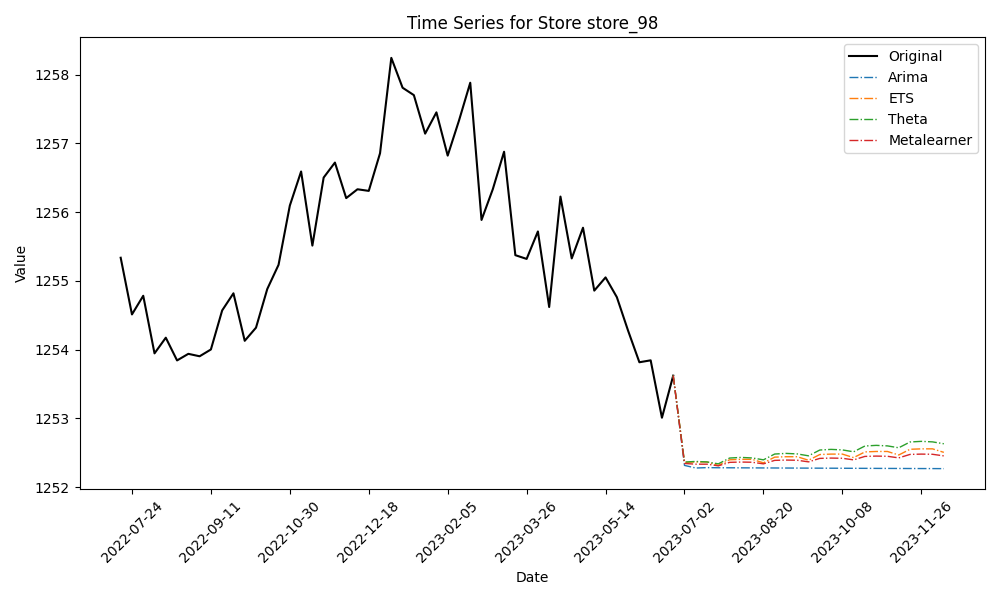 Time Series for Store store_98
Original
Arima
ETS
Theta
Metalearner
Value
1258
1257
1256
1255
1254
1253
1252
2022-07-24
2022-09-11
2022-10-30
2022-12-18
2023-02-05
2023-03-26
2023-05-14
2023-07-02
2023-08-20
2023-10-08
2023-11-26
Date